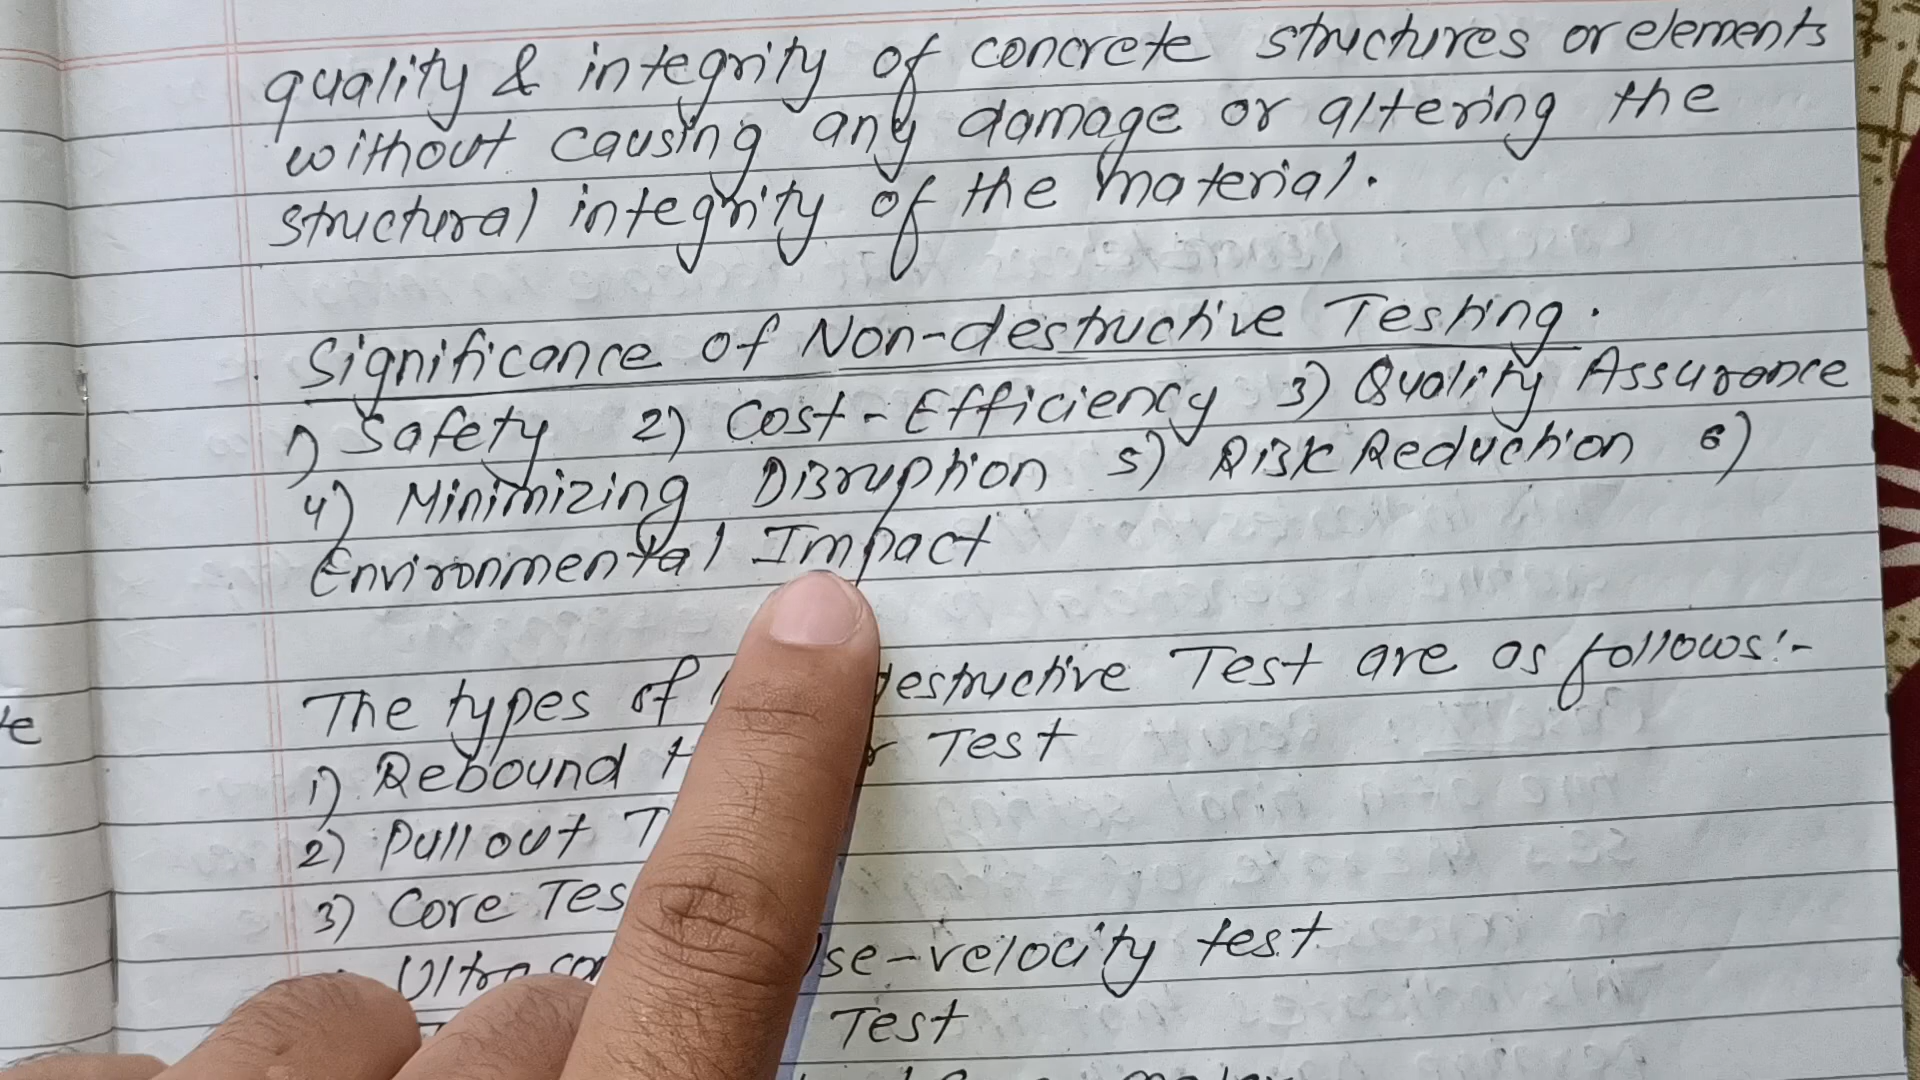 quality & integrity of concrete structures or elements
without causing any damage or altering the
structural integrity of the material.
Significance of Non-destructive Testing.
1) Safety 2) Cost-Efficiency 3) Quality Assurance
4) Minimizing Disruption 5) Risk Reduction 6)
Environmental Impact
The types of destructive Test are as follows:-
1) Rebound Test
2) Pull out
3) Core
-velocity test
Test